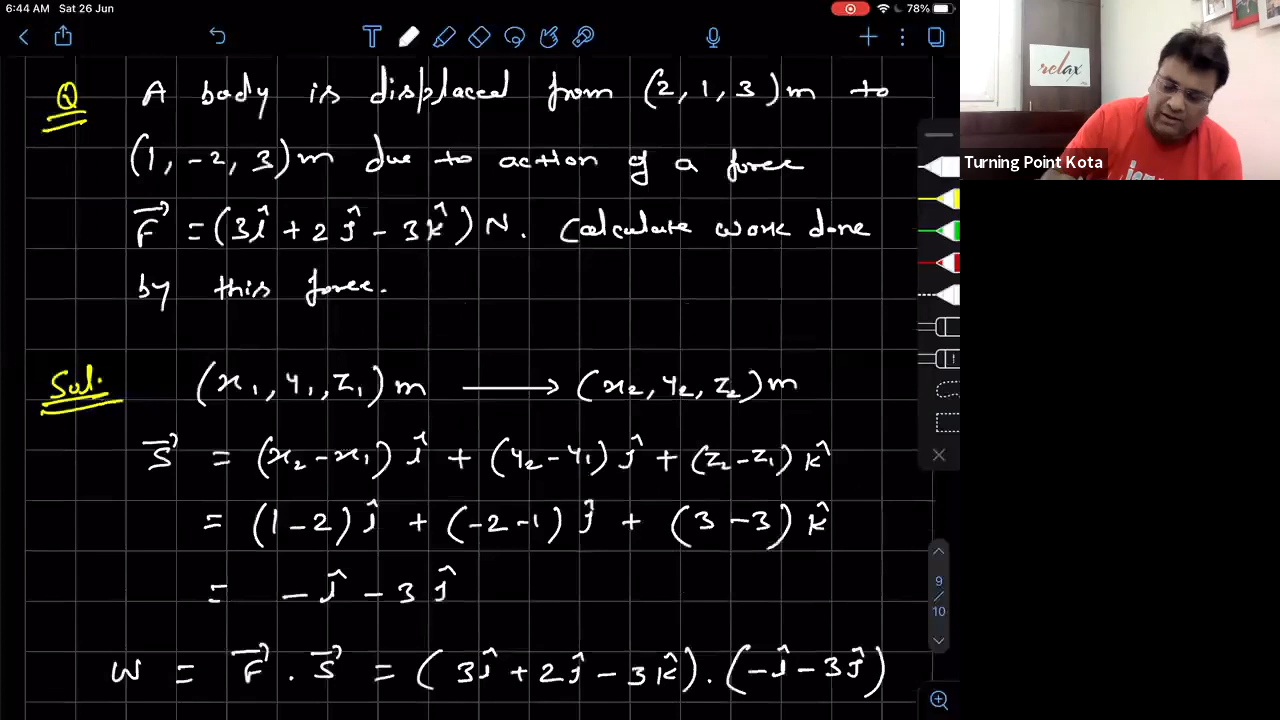 6:44 AM Sat 26 Jun
78%
Q A body is displaced from (2, 1, 3)m to
(1, -2, 3)m due to action of a force
F⃗ = (3î + 2ĵ - 3k̂) N. Calculate work done
by this force.
Sol. (x₁, y₁, z₁)m ⟶ (x₂, y₂, z₂)m
S⃗ = (x₂-x₁) î + (y₂-y₁) ĵ + (z₂-z₁) k̂
= (1-2) î + (-2-1) ĵ + (3-3) k̂
= -î - 3ĵ
W = F⃗ . S⃗ = (3î + 2ĵ - 3k̂) . (-î - 3ĵ)
9
10
relax
Turning Point Kota